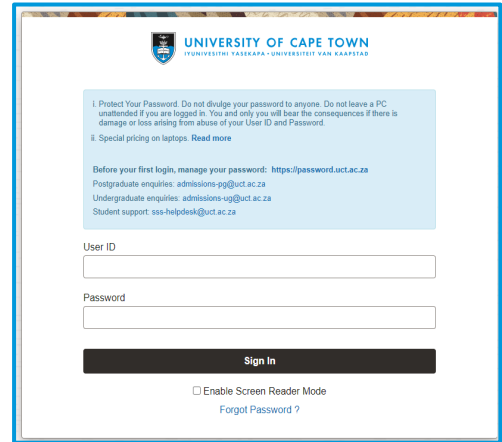 UNIVERSITY OF CAPE TOWN
IYUNIVESITHI YASEKAPA • UNIVERSITEIT VAN KAAPSTAD
i. Protect Your Password. Do not divulge your password to anyone. Do not leave a PC
unattended if you are logged in. You and only you will bear the consequences if there is
damage or loss arising from abuse of your User ID and Password.
ii. Special pricing on laptops. Read more
Before your first login, manage your password: https://password.uct.ac.za
Postgraduate enquiries: admissions-pg@uct.ac.za
Undergraduate enquiries: admissions-ug@uct.ac.za
Student support: sss-helpdesk@uct.ac.za
User ID
Password
Sign In
Enable Screen Reader Mode
Forgot Password ?